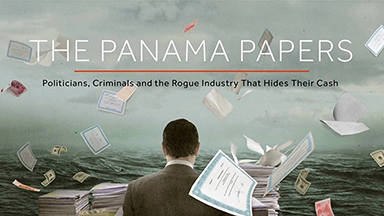 THE PANAMA PAPERS
Politicians, Criminals and the Rogue Industry That Hides Their Cash